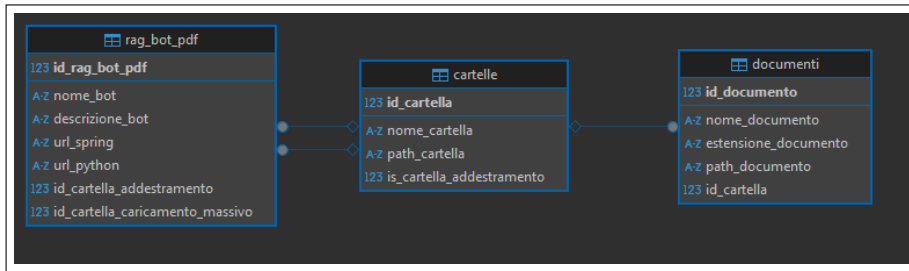 rag_bot_pdf
123 id_rag_bot_pdf
A-Z nome_bot
A-Z descrizione_bot
A-Z url_spring
A-Z url_python
123 id_cartella_addestramento
123 id_cartella_caricamento_massivo
cartelle
123 id_cartella
A-Z nome_cartella
A-Z path_cartella
123 is_cartella_addestramento
documenti
123 id_documento
A-Z nome_documento
A-Z estensione_documento
A-Z path_documento
123 id_cartella